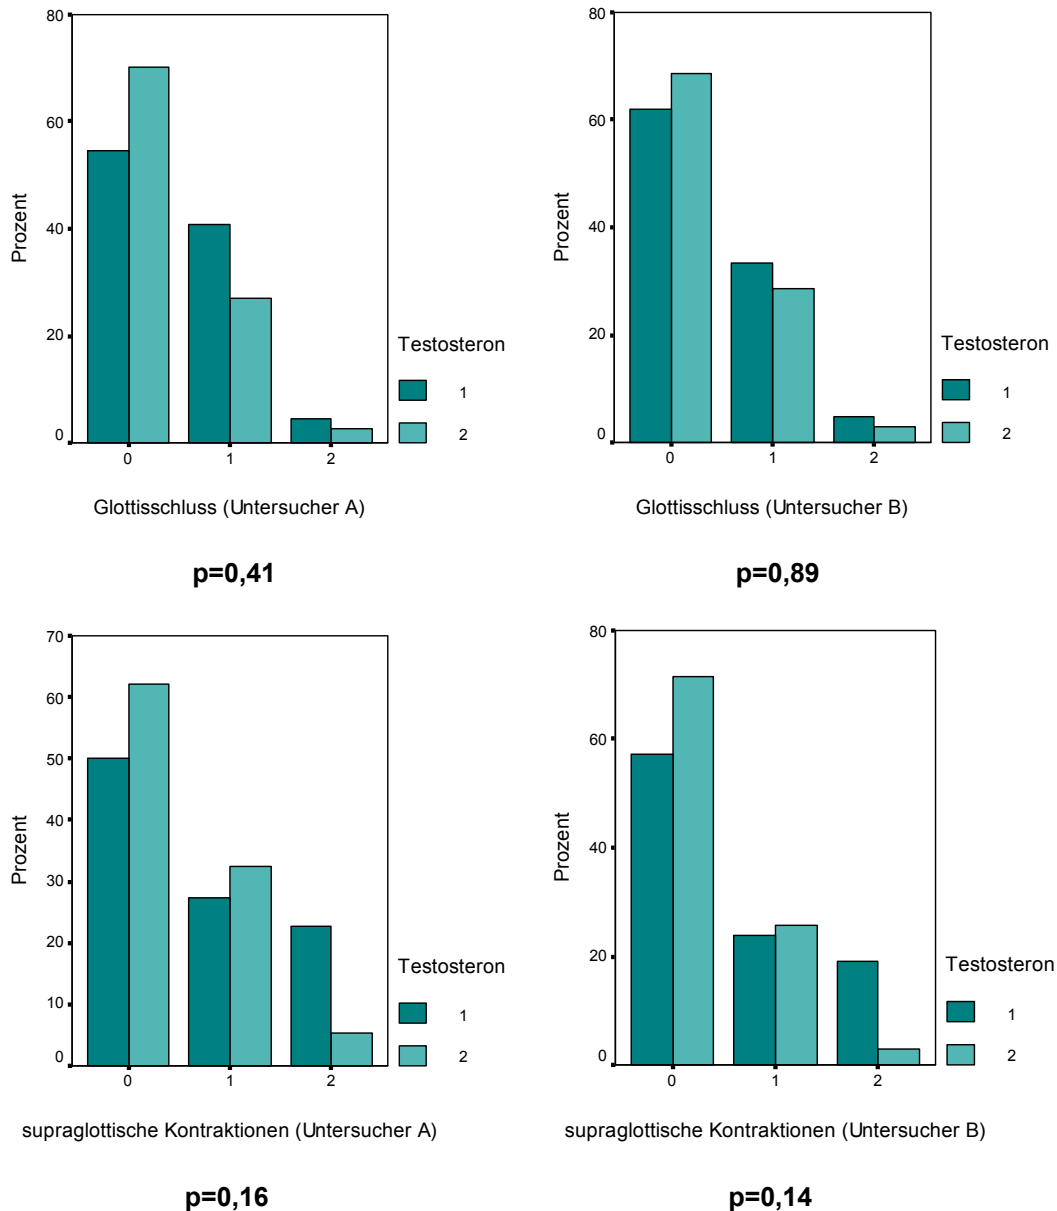 80
60
40
20
0
Prozent
0 1 2
Testosteron
1
2
Glottisschluss (Untersucher A)
p=0,41
80
60
40
20
0
Prozent
0 1 2
Testosteron
1
2
Glottisschluss (Untersucher B)
p=0,89
70
60
50
40
30
20
10
0
Prozent
0 1 2
Testosteron
1
2
supraglottische Kontraktionen (Untersucher A)
p=0,16
80
60
40
20
0
Prozent
0 1 2
Testosteron
1
2
supraglottische Kontraktionen (Untersucher B)
p=0,14